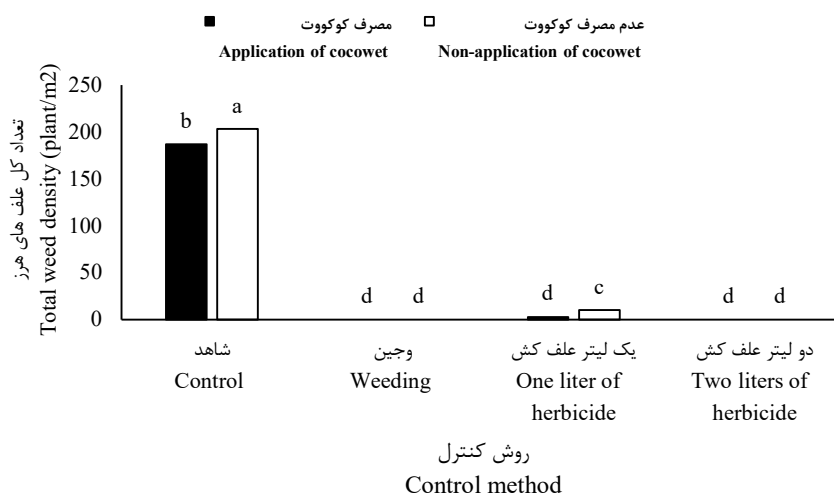 مصرف کوکووت
عدم مصرف کوکووت
Application of cocowet
Non-application of cocowet
تعداد کل علف های هرز
Total weed density (plant/m2)
250
200
150
100
50
0
b
a
d
d
d
c
d
d
شاهد
وجین
یک لیتر علف کش
دو لیتر علف کش
Control
Weeding
One liter of
herbicide
Two liters of
herbicide
روش کنترل
Control method